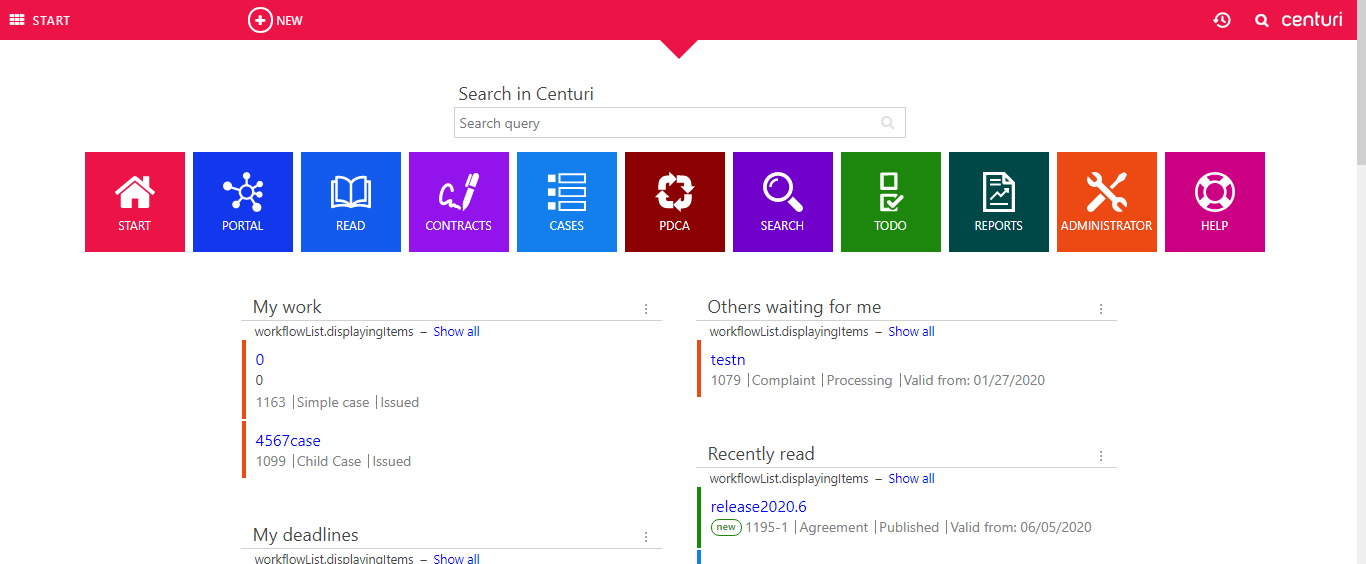 START
NEW
centuri
Search in Centuri
Search query
START PORTAL READ CONTRACTS CASES PDCA SEARCH TODO REPORTS ADMINISTRATOR HELP
My work
workflowList.displayingItems – Show all
0
0
1163 |Simple case |Issued
4567case
1099 |Child Case |Issued
My deadlines
workflowList.displayingItems – Show all
Others waiting for me
workflowList.displayingItems – Show all
testn
1079 |Complaint |Processing |Valid from: 01/27/2020
Recently read
workflowList.displayingItems – Show all
release2020.6
new 1195-1 |Agreement |Published |Valid from: 06/05/2020